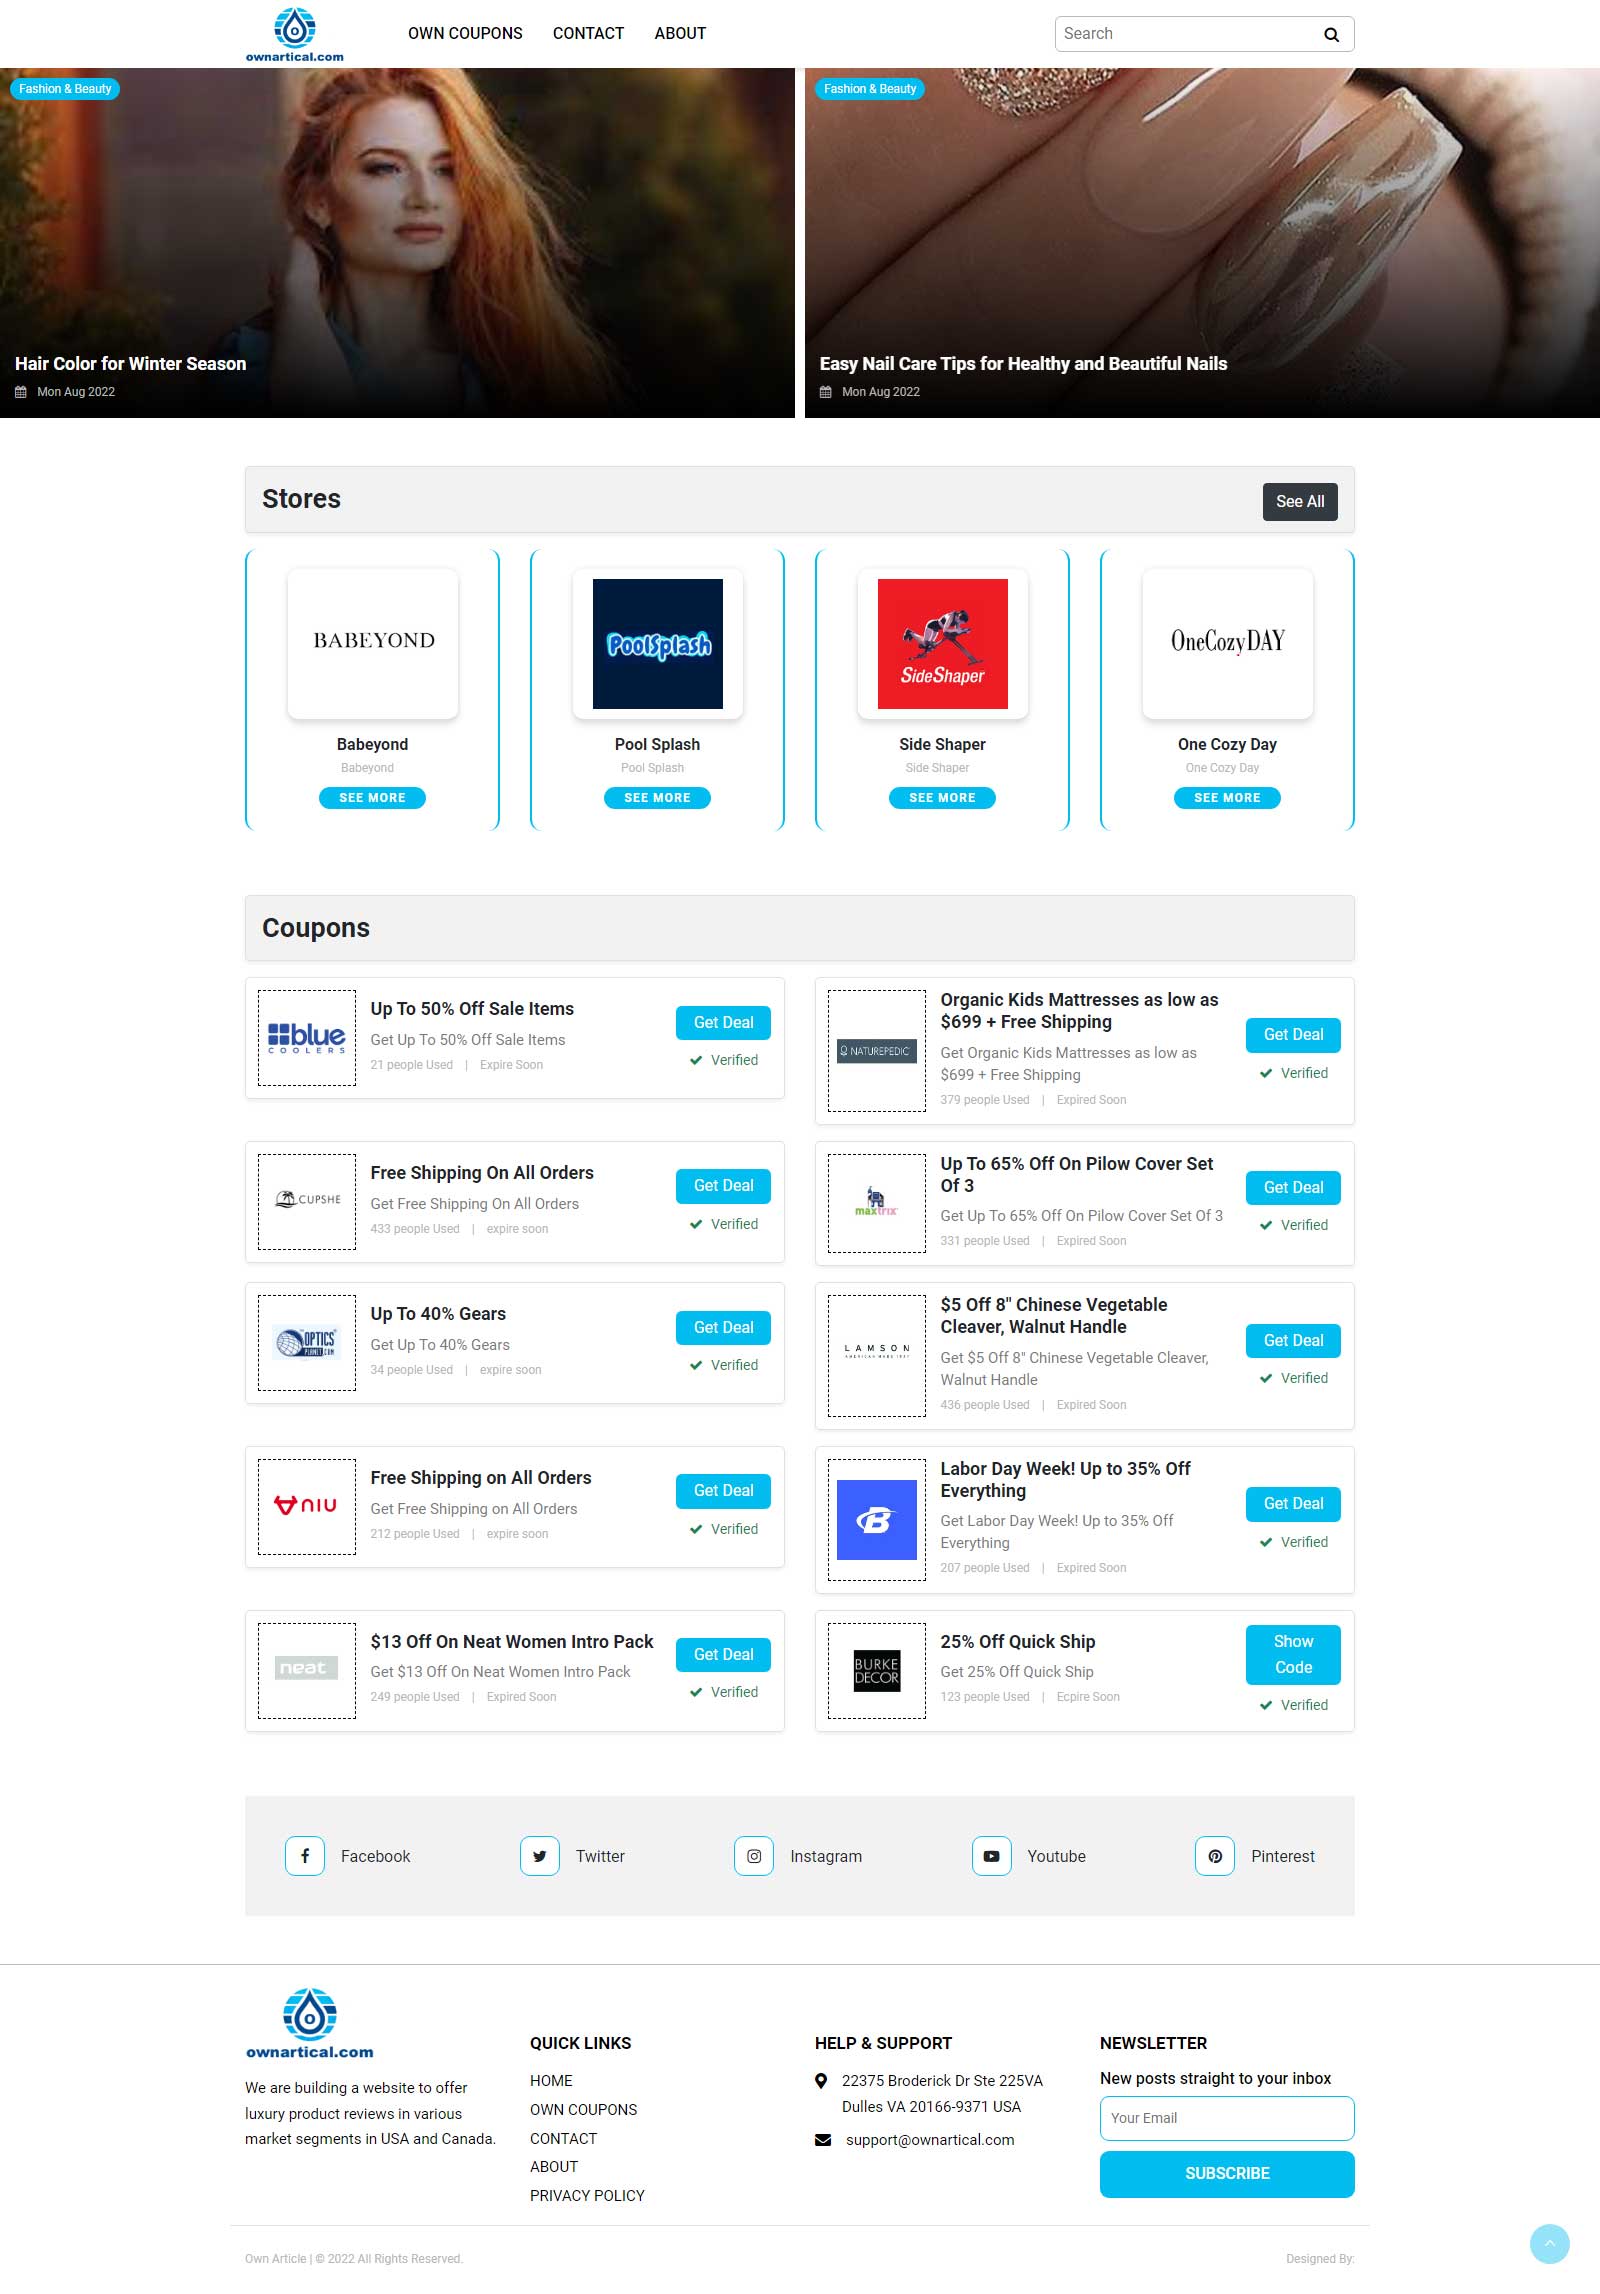 ownartical.com
OWN COUPONS CONTACT ABOUT
Search
Fashion & Beauty
Hair Color for Winter Season
Mon Aug 2022
Fashion & Beauty
Easy Nail Care Tips for Healthy and Beautiful Nails
Mon Aug 2022
Stores
See All
BABEYOND
Babeyond
Babeyond
SEE MORE
PoolSplash
Pool Splash
Pool Splash
SEE MORE
SideShaper
Side Shaper
Side Shaper
SEE MORE
OneCozyDAY
One Cozy Day
One Cozy Day
SEE MORE
Coupons
blue
COOLERS
Up To 50% Off Sale Items
Get Up To 50% Off Sale Items
21 people Used | Expire Soon
Get Deal
Verified
NATUREPEDIC
Organic Kids Mattresses as low as
$699 + Free Shipping
Get Organic Kids Mattresses as low as
$699 + Free Shipping
379 people Used | Expired Soon
Get Deal
Verified
CUPSHE
Free Shipping On All Orders
Get Free Shipping On All Orders
433 people Used | expire soon
Get Deal
Verified
maxtrix
Up To 65% Off On Pilow Cover Set
Of 3
Get Up To 65% Off On Pilow Cover Set Of 3
331 people Used | Expired Soon
Get Deal
Verified
OPTICS
PLANET.COM
Up To 40% Gears
Get Up To 40% Gears
34 people Used | expire soon
Get Deal
Verified
LAMSON
$5 Off 8" Chinese Vegetable
Cleaver, Walnut Handle
Get $5 Off 8" Chinese Vegetable Cleaver,
Walnut Handle
436 people Used | Expired Soon
Get Deal
Verified
NIU
Free Shipping on All Orders
Get Free Shipping on All Orders
212 people Used | expire soon
Get Deal
Verified
B
Labor Day Week! Up to 35% Off
Everything
Get Labor Day Week! Up to 35% Off
Everything
207 people Used | Expired Soon
Get Deal
Verified
neat
$13 Off On Neat Women Intro Pack
Get $13 Off On Neat Women Intro Pack
249 people Used | Expired Soon
Get Deal
Verified
BURKE
DECOR
25% Off Quick Ship
Get 25% Off Quick Ship
123 people Used | Ecpire Soon
Show
Code
Verified
Facebook
Twitter
Instagram
Youtube
Pinterest
ownartical.com
We are building a website to offer
luxury product reviews in various
market segments in USA and Canada.
QUICK LINKS
HOME
OWN COUPONS
CONTACT
ABOUT
PRIVACY POLICY
HELP & SUPPORT
22375 Broderick Dr Ste 225VA
Dulles VA 20166-9371 USA
support@ownartical.com
NEWSLETTER
New posts straight to your inbox
Your Email
SUBSCRIBE
Own Article | © 2022 All Rights Reserved.
Designed By: